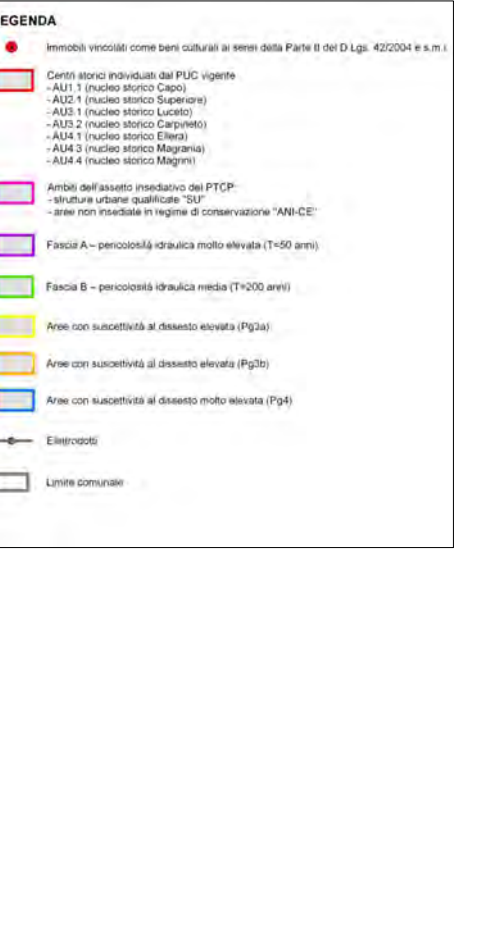 EGENDA
Immobili vincolati come beni culturali ai sensi della Parte II del D.Lgs. 42/2004 e s.m.i.
Centri storici individuati dal PUC vigente
- AU1.1 (nucleo storico Capo)
- AU2.1 (nucleo storico Superiore)
- AU3.1 (nucleo storico Luceto)
- AU3.2 (nucleo storico Carpineto)
- AU4.1 (nucleo storico Ellera)
- AU4.3 (nucleo storico Magrania)
- AU4.4 (nucleo storico Magrini)
Ambiti dell'assetto insediativo del PTCP:
- strutture urbane qualificate "SU"
- aree non insediate in regime di conservazione "ANI-CE"
Fascia A – pericolosità idraulica molto elevata (T=50 anni)
Fascia B – pericolosità idraulica media (T=200 anni)
Aree con suscettività al dissesto elevata (Pg3a)
Aree con suscettività al dissesto elevata (Pg3b)
Aree con suscettività al dissesto molto elevata (Pg4)
Elettrodotti
Limite comunale